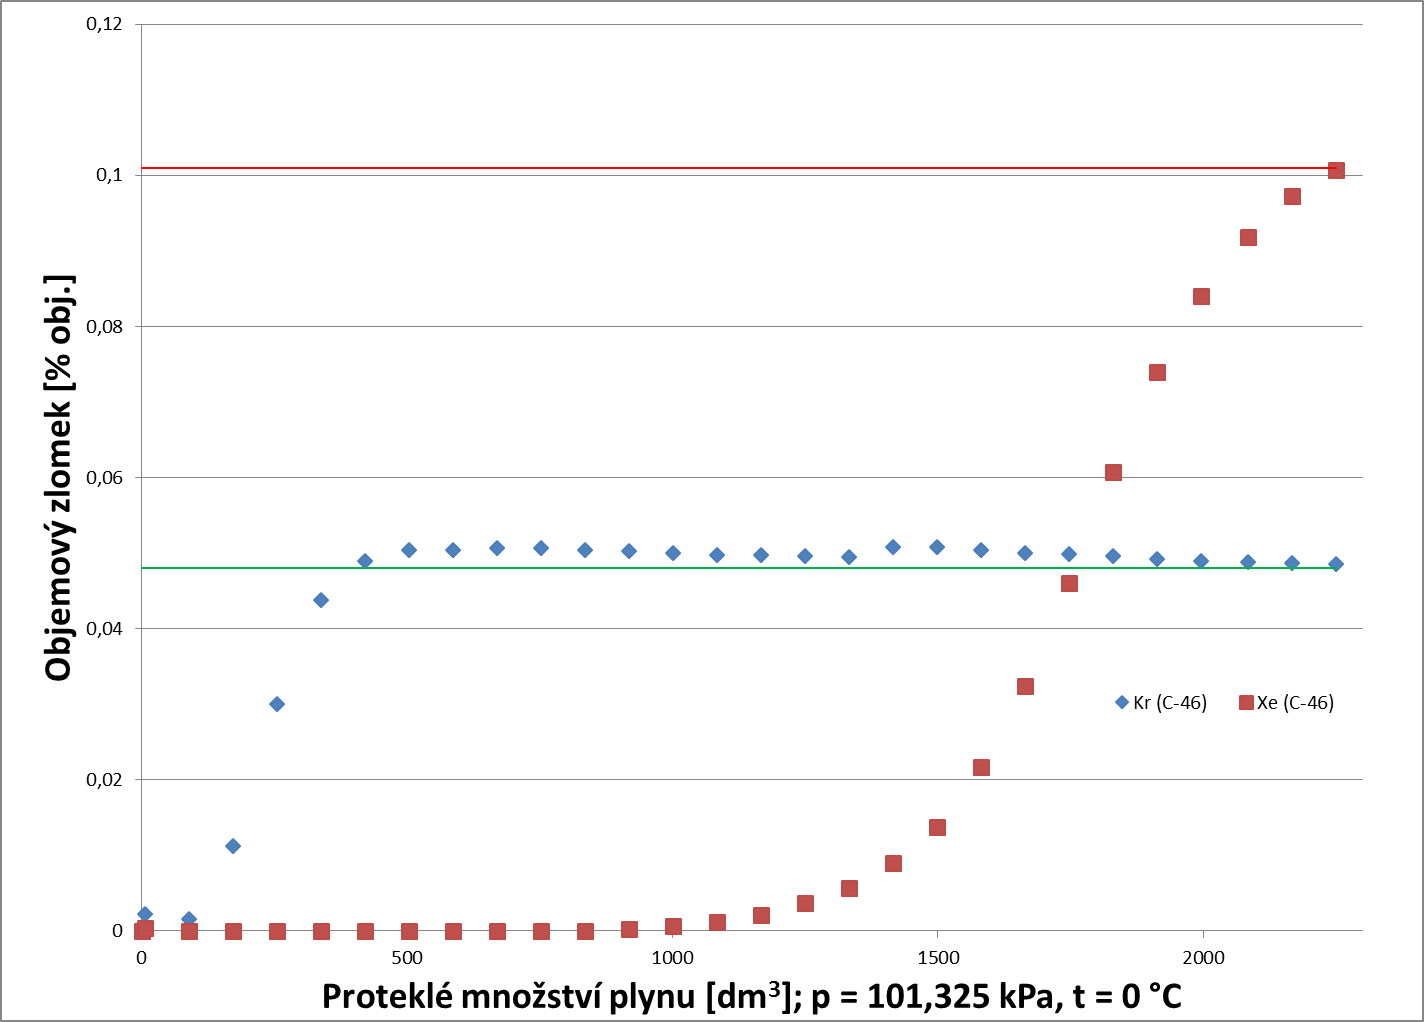 0,12
0,1
0,08
0,06
0,04
0,02
0
Objemový zlomek [% obj.]
Kr (C-46) Xe (C-46)
0 500 1000 1500 2000
Proteklé množství plynu [dm³]; p = 101,325 kPa, t = 0 °C